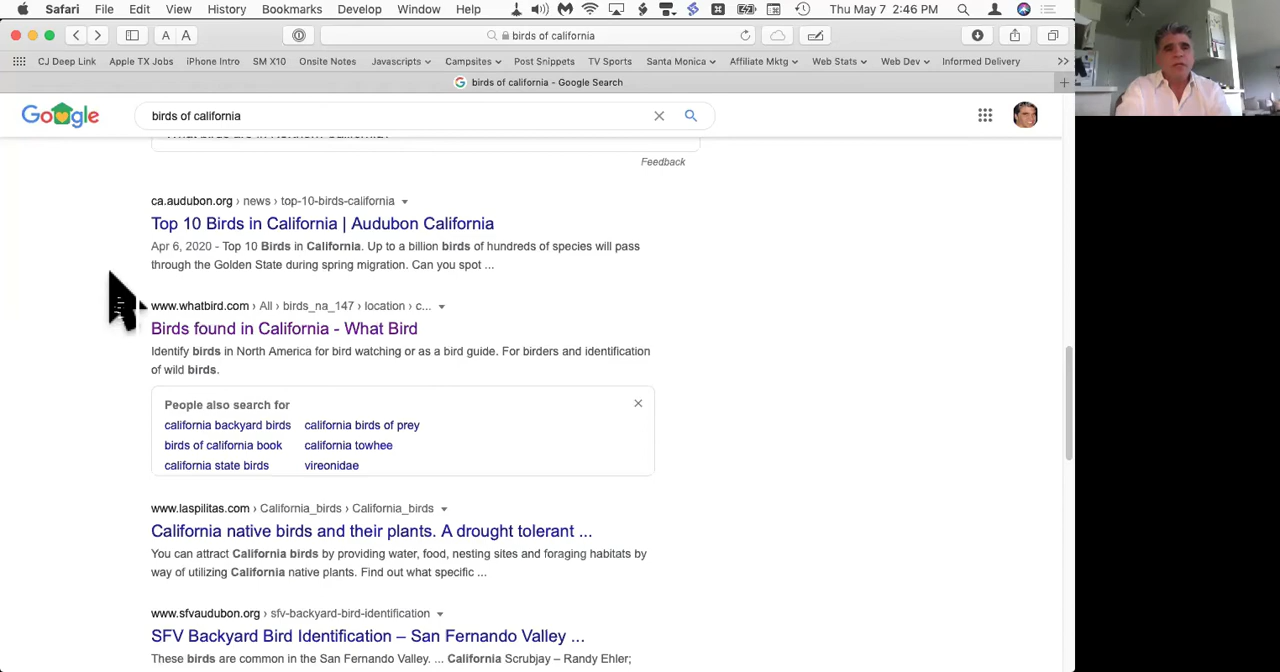 Safari File Edit View History Bookmarks Develop Window Help Thu May 7 2:46 PM
A A birds of california
CJ Deep Link Apple TX Jobs iPhone Intro SM X10 Onsite Notes Javascripts Campsites Post Snippets TV Sports Santa Monica Affiliate Mktg Web Stats Web Dev Informed Delivery >>
birds of california - Google Search
Google birds of california
What birds are in Northern California?
Feedback
ca.audubon.org › news › top-10-birds-california
Top 10 Birds in California | Audubon California
Apr 6, 2020 - Top 10 Birds in California. Up to a billion birds of hundreds of species will pass
through the Golden State during spring migration. Can you spot ...
www.whatbird.com › All › birds_na_147 › location › c...
Birds found in California - What Bird
Identify birds in North America for bird watching or as a bird guide. For birders and identification
of wild birds.
People also search for
california backyard birds california birds of prey
birds of california book california towhee
california state birds vireonidae
www.laspilitas.com › California_birds › California_birds
California native birds and their plants. A drought tolerant ...
You can attract California birds by providing water, food, nesting sites and foraging habitats by
way of utilizing California native plants. Find out what specific ...
www.sfvaudubon.org › sfv-backyard-bird-identification
SFV Backyard Bird Identification – San Fernando Valley ...
These birds are common in the San Fernando Valley. ... California Scrubjay – Randy Ehler;